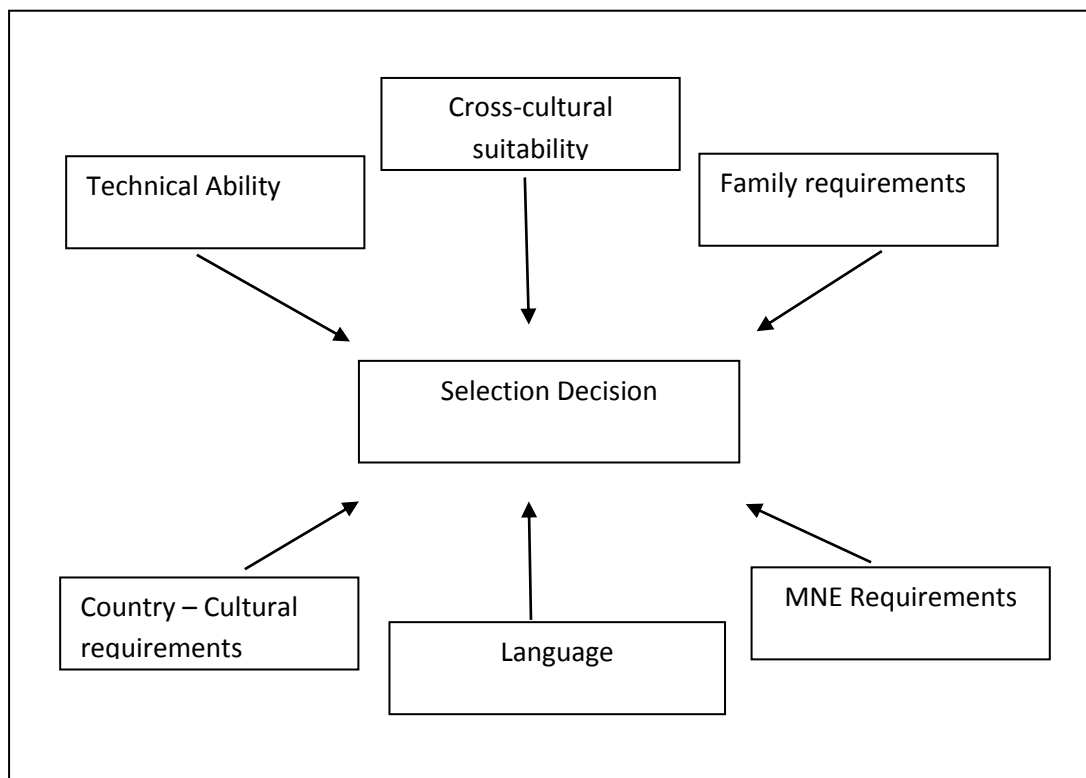 Cross-cultural
suitability
Technical Ability
Family requirements
Selection Decision
Country – Cultural
requirements
Language
MNE Requirements